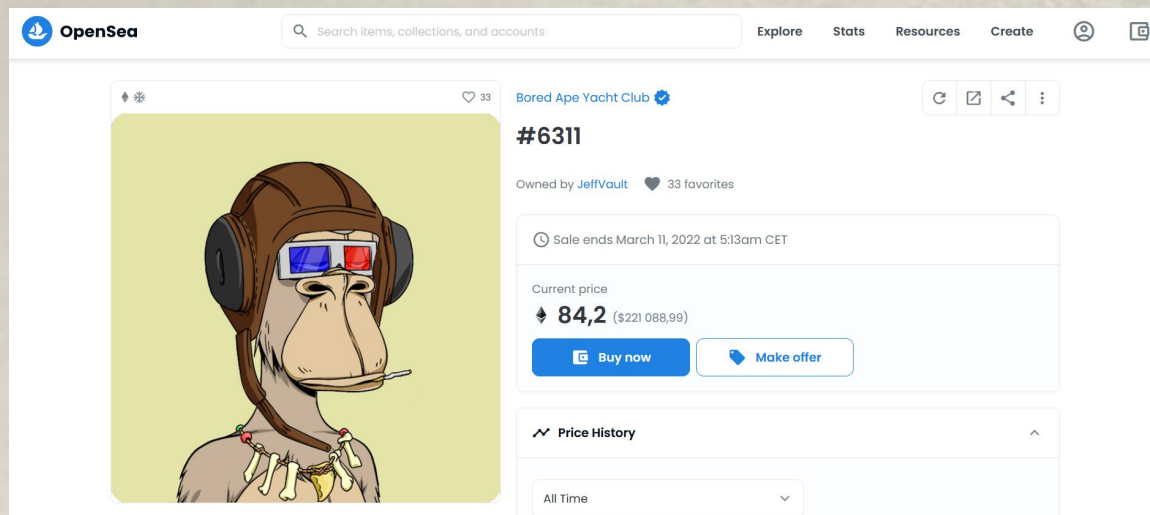 OpenSea
Search items, collections, and accounts
Explore Stats Resources Create
33
Bored Ape Yacht Club
#6311
Owned by JeffVault 33 favorites
Sale ends March 11, 2022 at 5:13am CET
Current price
84,2 ($221 088,99)
Buy now Make offer
Price History
All Time